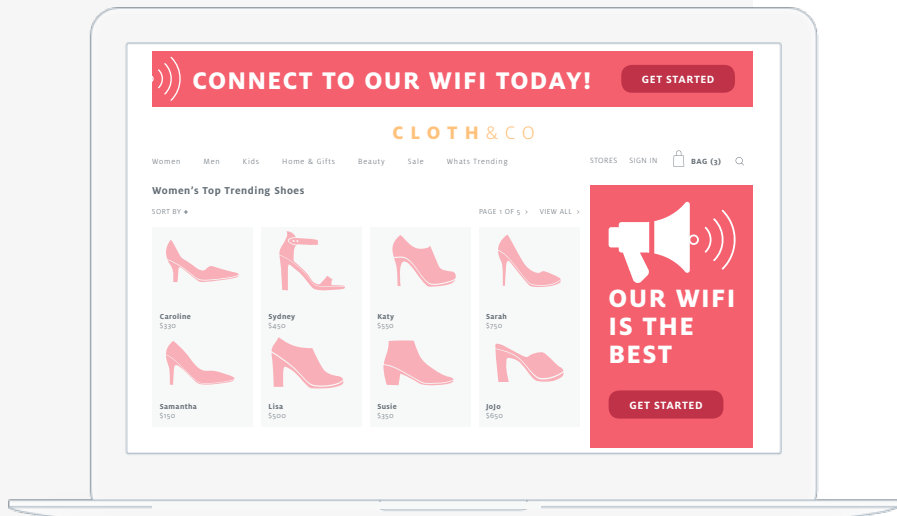 CONNECT TO OUR WIFI TODAY!
GET STARTED
CLOTH&CO
Women Men Kids Home & Gifts Beauty Sale Whats Trending
STORES SIGN IN BAG (3)
Women's Top Trending Shoes
SORT BY
PAGE 1 OF 5 > VIEW ALL >
Caroline Sydney Katy Sarah
$330 $450 $550 $750
Samantha Lisa Susie JoJo
$150 $500 $350 $650
OUR WIFI
IS THE
BEST
GET STARTED